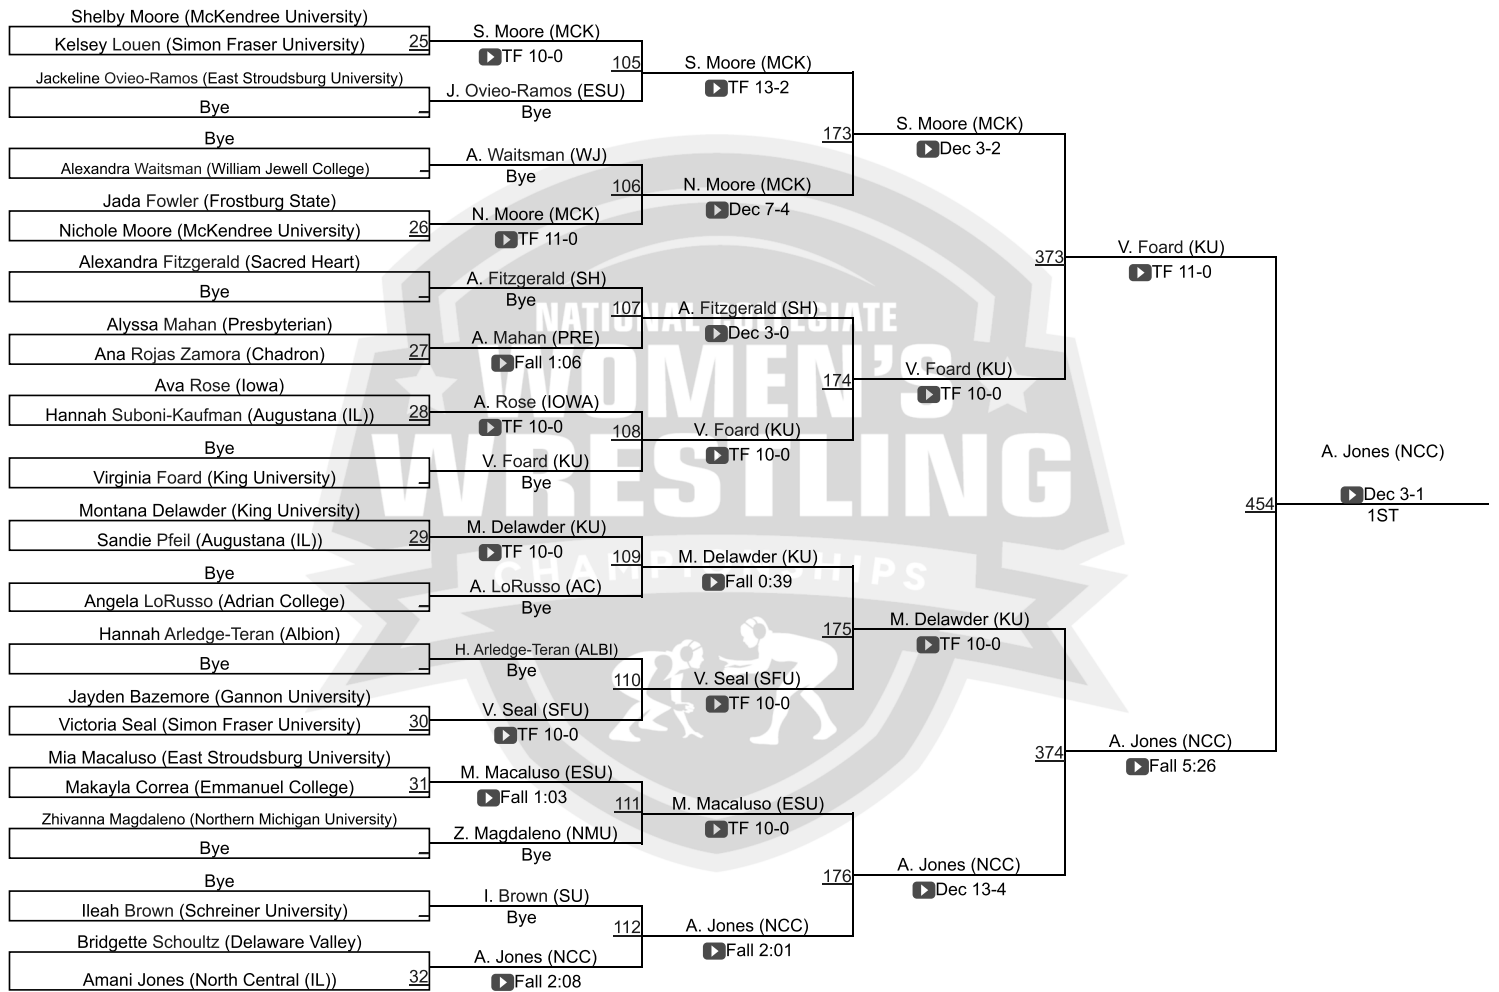 Shelby Moore (McKendree University)
Kelsey Louen (Simon Fraser University) 25
Jackeline Ovieo-Ramos (East Stroudsburg University)
Bye
Bye
Alexandra Waitsman (William Jewell College)
Jada Fowler (Frostburg State)
Nichole Moore (McKendree University) 26
Alexandra Fitzgerald (Sacred Heart)
Bye
Alyssa Mahan (Presbyterian)
Ana Rojas Zamora (Chadron) 27
Ava Rose (Iowa)
Hannah Suboni-Kaufman (Augustana (IL)) 28
Bye
Virginia Foard (King University)
Montana Delawder (King University)
Sandie Pfeil (Augustana (IL)) 29
Bye
Angela LoRusso (Adrian College)
Hannah Arledge-Teran (Albion)
Bye
Jayden Bazemore (Gannon University)
Victoria Seal (Simon Fraser University) 30
Mia Macaluso (East Stroudsburg University)
Makayla Correa (Emmanuel College) 31
Zhivanna Magdaleno (Northern Michigan University)
Bye
Bye
Ileah Brown (Schreiner University)
Bridgette Schoultz (Delaware Valley)
Amani Jones (North Central (IL)) 32
S. Moore (MCK)
TF 10-0
105
J. Ovieo-Ramos (ESU)
Bye
A. Waitsman (WJ)
Bye
106
N. Moore (MCK)
TF 11-0
A. Fitzgerald (SH)
Bye
107
A. Mahan (PRE)
Fall 1:06
A. Rose (IOWA)
TF 10-0
108
V. Foard (KU)
Bye
M. Delawder (KU)
TF 10-0
109
A. LoRusso (AC)
Bye
H. Arledge-Teran (ALBI)
Bye
110
V. Seal (SFU)
TF 10-0
M. Macaluso (ESU)
Fall 1:03
111
Z. Magdaleno (NMU)
Bye
I. Brown (SU)
Bye
112
A. Jones (NCC)
Fall 2:08
S. Moore (MCK)
TF 13-2
173
N. Moore (MCK)
Dec 7-4
A. Fitzgerald (SH)
Dec 3-0
174
V. Foard (KU)
TF 10-0
M. Delawder (KU)
Fall 0:39
175
V. Seal (SFU)
TF 10-0
M. Macaluso (ESU)
TF 10-0
176
A. Jones (NCC)
Fall 2:01
S. Moore (MCK)
Dec 3-2
373
V. Foard (KU)
TF 10-0
M. Delawder (KU)
TF 10-0
374
A. Jones (NCC)
Dec 13-4
V. Foard (KU)
TF 11-0
454
A. Jones (NCC)
Fall 5:26
A. Jones (NCC)
Dec 3-1
1ST
NATIONAL COLLEGIATE
WOMEN'S
WRESTLING
CHAMPIONSHIPS